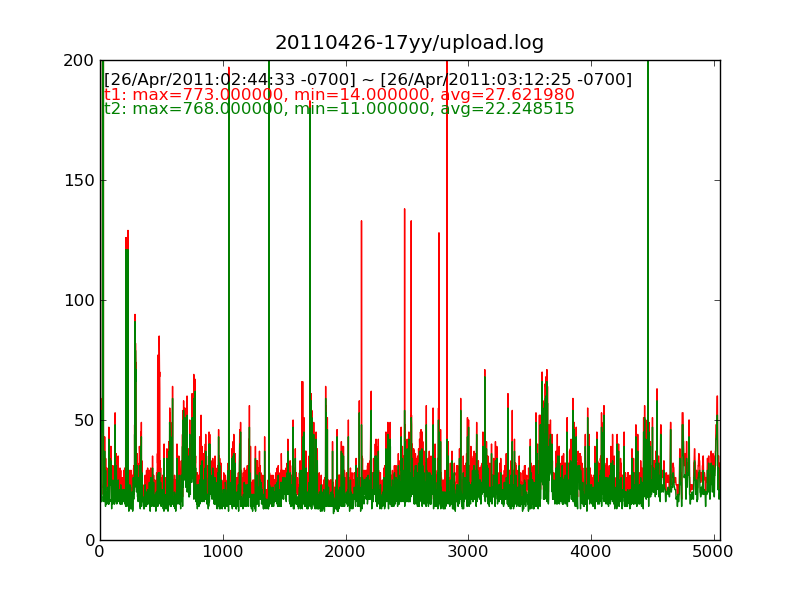 20110426-17yy/upload.log
200
[26/Apr/2011:02:44:33 -0700] ~ [26/Apr/2011:03:12:25 -0700]
t1: max=773.000000, min=14.000000, avg=27.621980
t2: max=768.000000, min=11.000000, avg=22.248515
150
100
50
0
0 1000 2000 3000 4000 5000